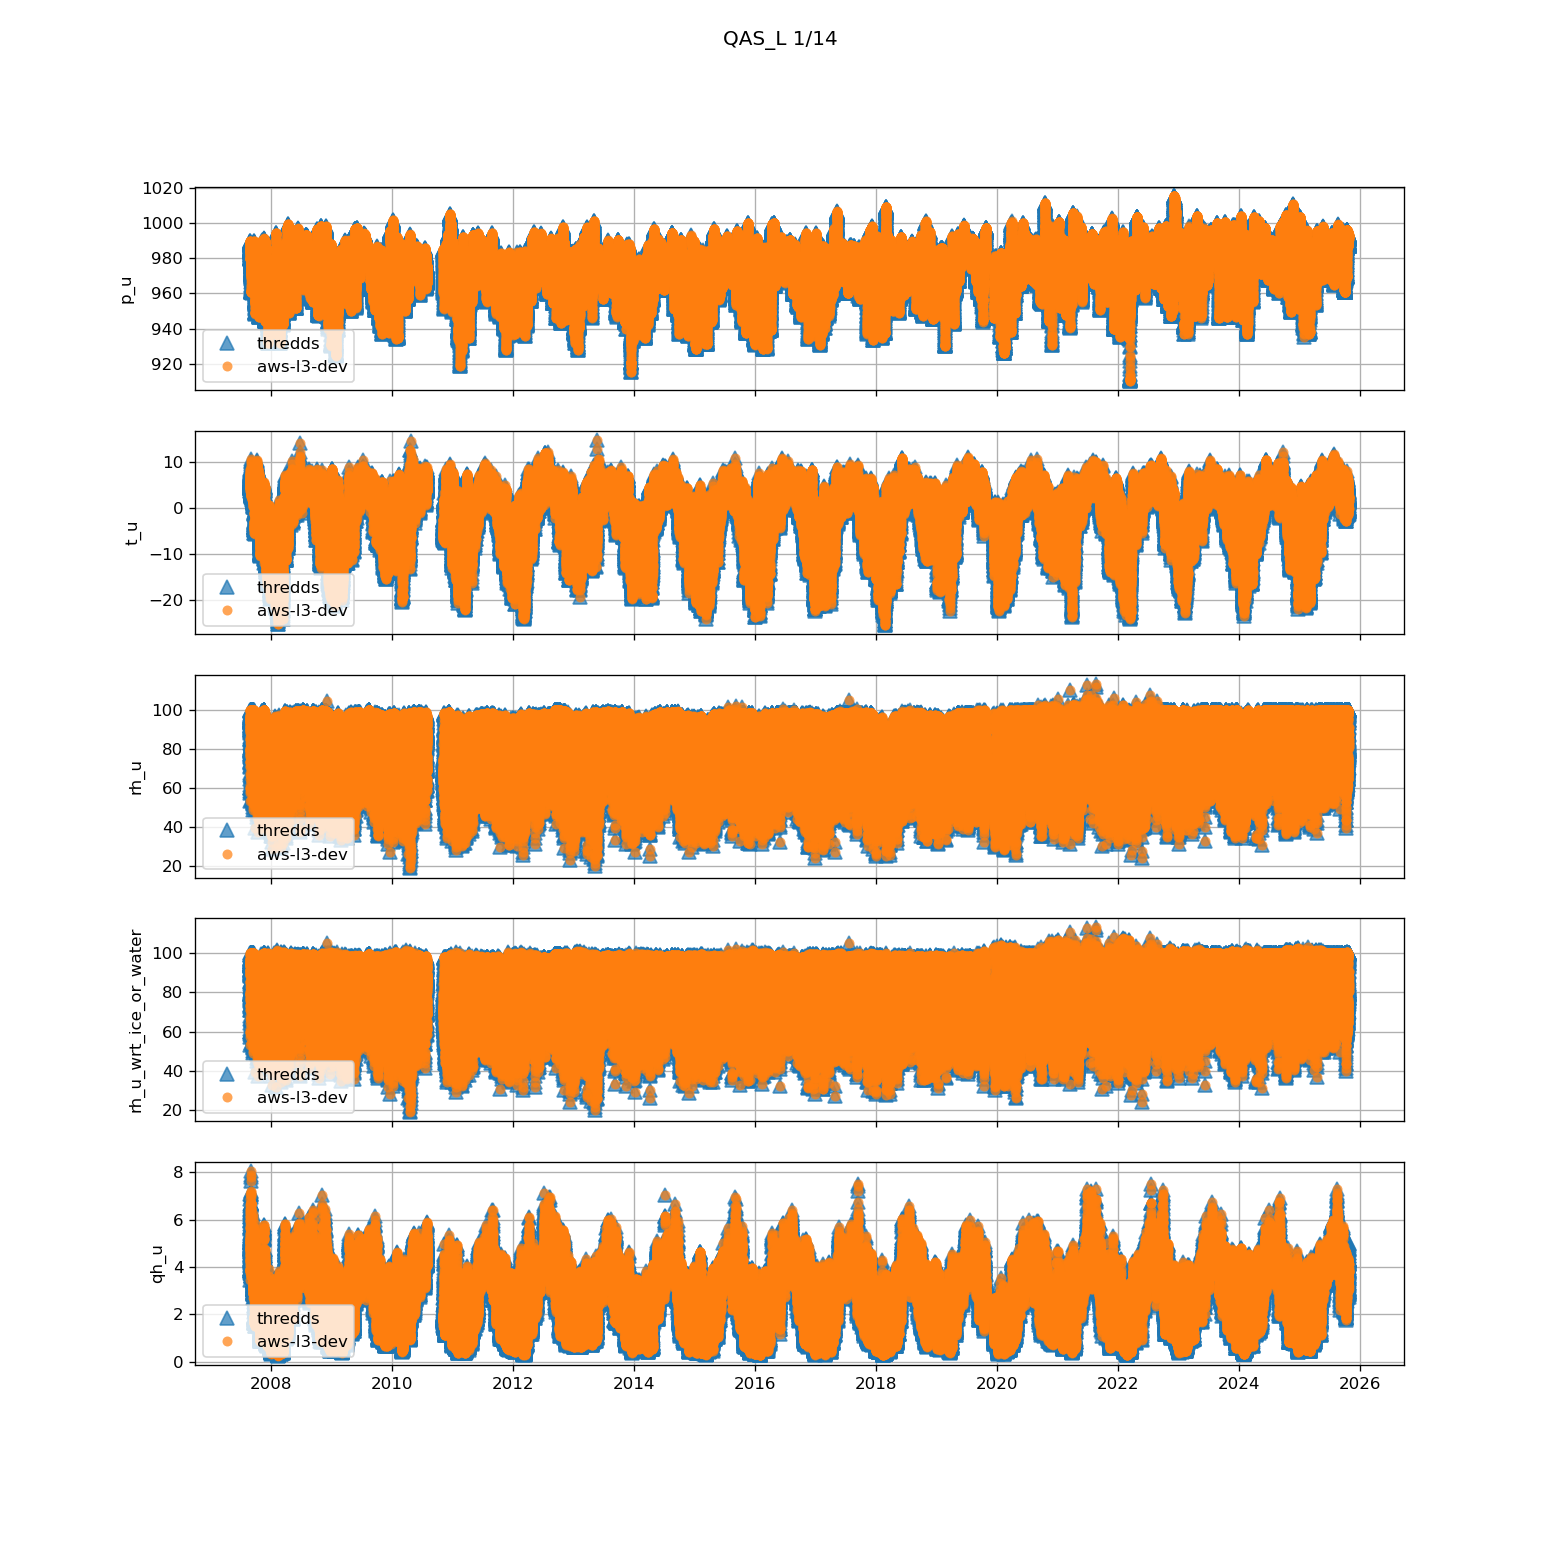 QAS_L 1/14
1020
1000
980
960
940
920
p_u
thredds
aws-l3-dev
10
0
−10
−20
t_u
thredds
aws-l3-dev
100
80
60
40
20
rh_u
thredds
aws-l3-dev
100
80
60
40
20
rh_u_wrt_ice_or_water
thredds
aws-l3-dev
8
6
4
2
0
qh_u
thredds
aws-l3-dev
2008 2010 2012 2014 2016 2018 2020 2022 2024 2026